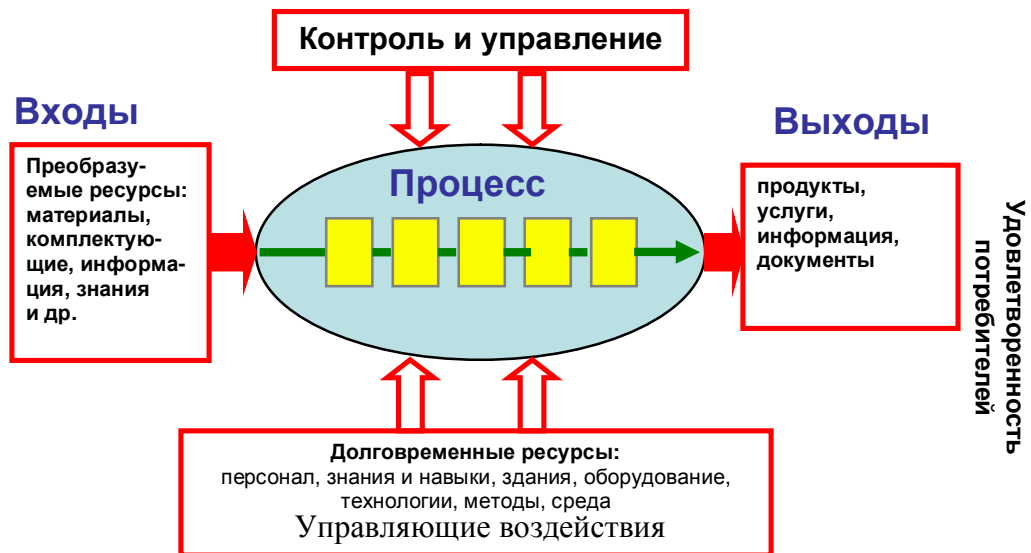 Контроль и управление
Входы
Преобразу-
емые ресурсы:
материалы,
комплектую-
щие, информа-
ция, знания
и др.
Процесс
Выходы
продукты,
услуги,
информация,
документы
Удовлетворенность
потребителей
Долговременные ресурсы:
персонал, знания и навыки, здания, оборудование,
технологии, методы, среда
Управляющие воздействия